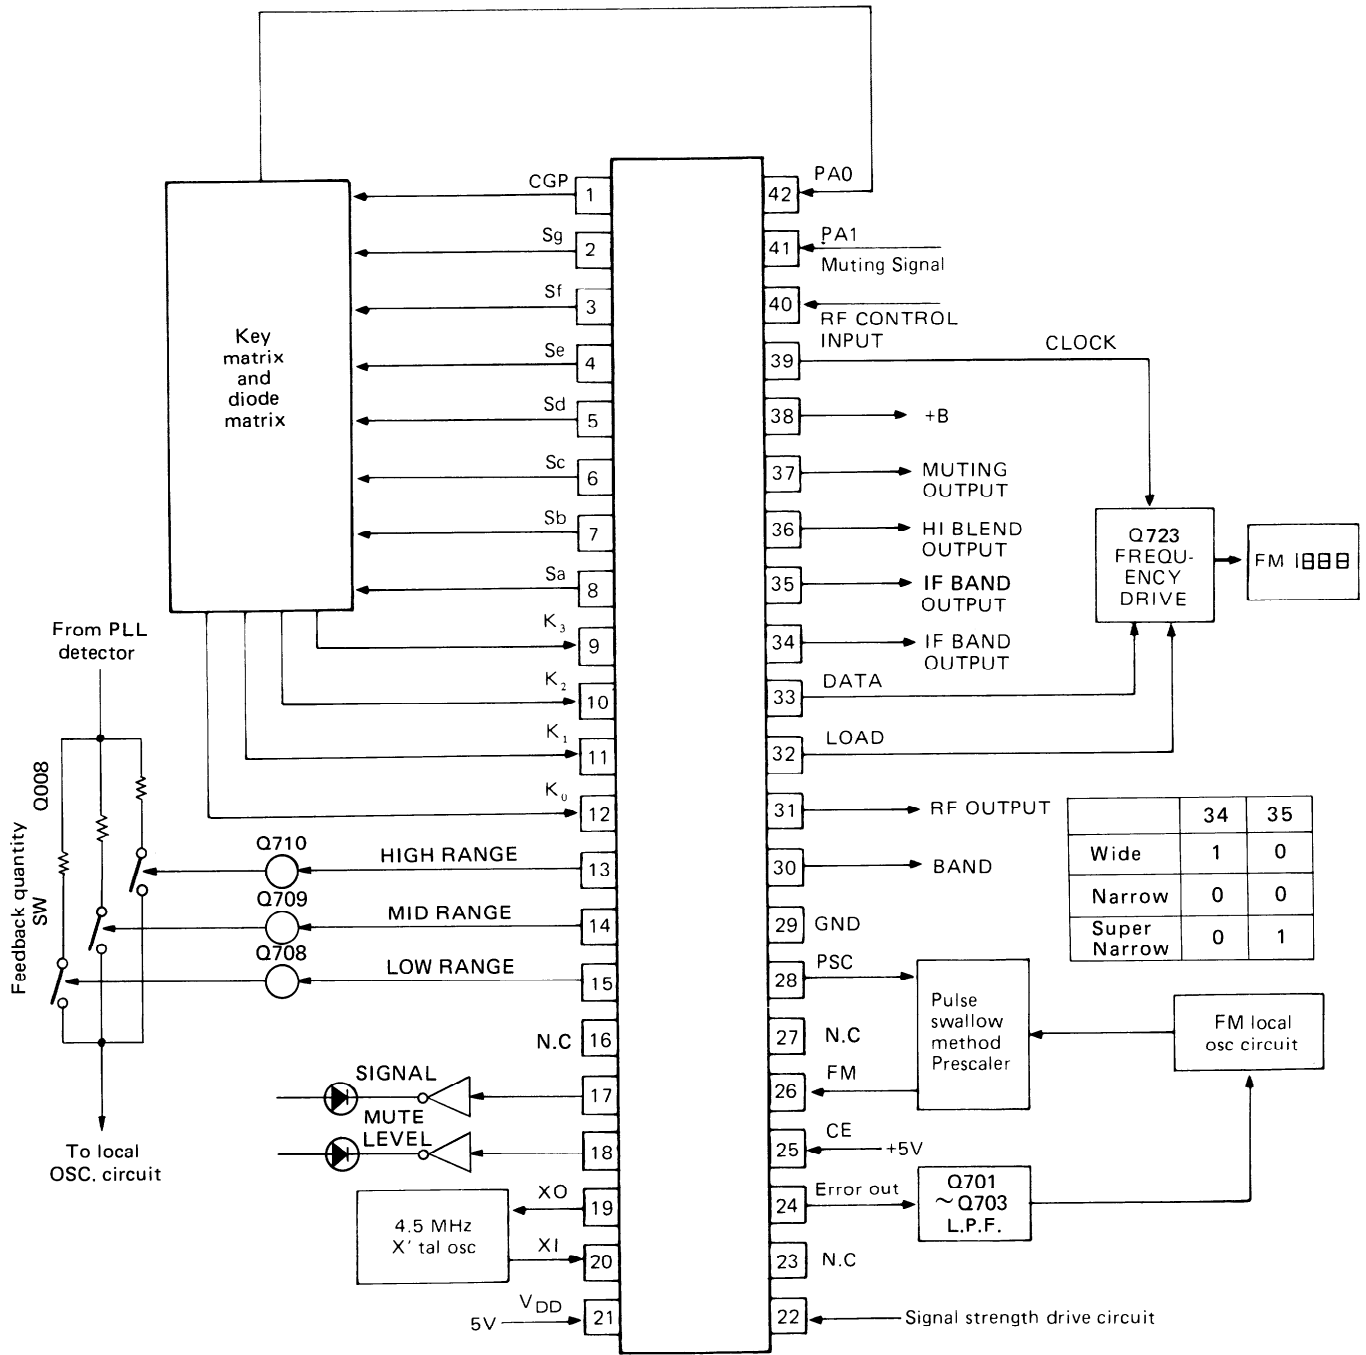 CGP 1
Sg 2
Sf 3
Se 4
Sd 5
Sc 6
Sb 7
Sa 8
K3 9
K2 10
K1 11
K0 12
HIGH RANGE 13
MID RANGE 14
LOW RANGE 15
N.C 16
SIGNAL 17
MUTE
LEVEL 18
XO 19
XI 20
5V VDD 21
Key
matrix
and
diode
matrix
From PLL
detector
Feedback quantity
SW
Q008
Q710
Q709
Q708
To local
OSC. circuit
4.5 MHz
X' tal osc
42 PA0
41 PA1
Muting Signal
40 RF CONTROL
INPUT
39 CLOCK
38 +B
37 MUTING
OUTPUT
36 HI BLEND
OUTPUT
35 IF BAND
OUTPUT
34 IF BAND
OUTPUT
33 DATA
32 LOAD
31 RF OUTPUT
30 BAND
29 GND
28 PSC
27 N.C
26 FM
25 CE +5V
24 Error out
23 N.C
22 Signal strength drive circuit
Q723
FREQU-
ENCY
DRIVE
FM 1888
34 35
Wide 1 0
Narrow 0 0
Super
Narrow 0 1
Pulse
swallow
method
Prescaler
FM local
osc circuit
Q701
~Q703
L.P.F.